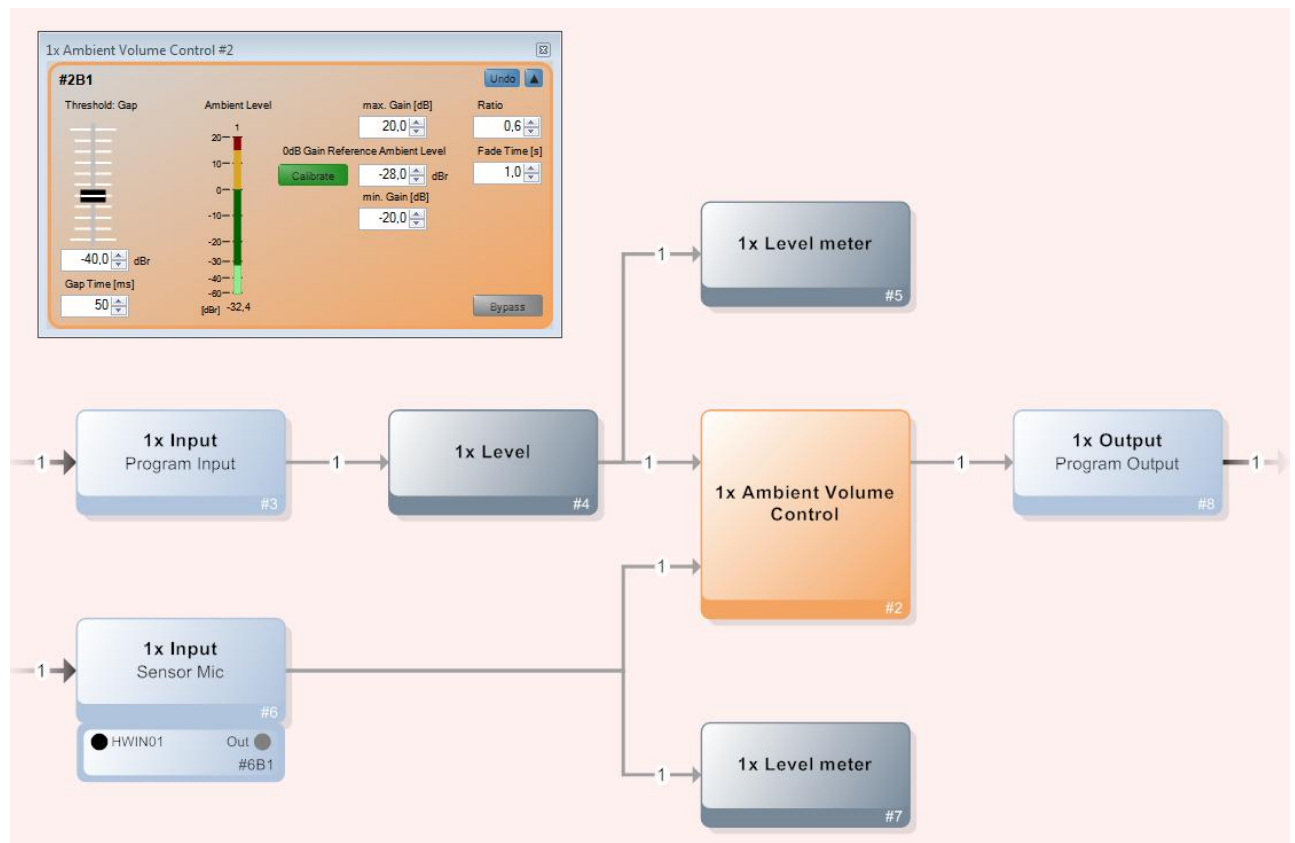 1x Ambient Volume Control #2
#2B1
Undo
Threshold: Gap
Ambient Level
max. Gain [dB]
Ratio
1
20,0
0,6
20
0dB Gain Reference Ambient Level
Fade Time [s]
10
Calibrate
-28,0 dBr
1,0
0
min. Gain [dB]
-10
-20,0
-20
-40,0 dBr
-30
Gap Time [ms]
-40
-60
50
[dBr] -32,4
Bypass
1
1x Level meter
#5
1
1x Input
Program Input
#3
1
1x Level
#4
1
1x Ambient Volume
Control
#2
1
1x Output
Program Output
#8
1
1
1
1x Input
Sensor Mic
#6
HWIN01 Out
#6B1
1
1x Level meter
#7